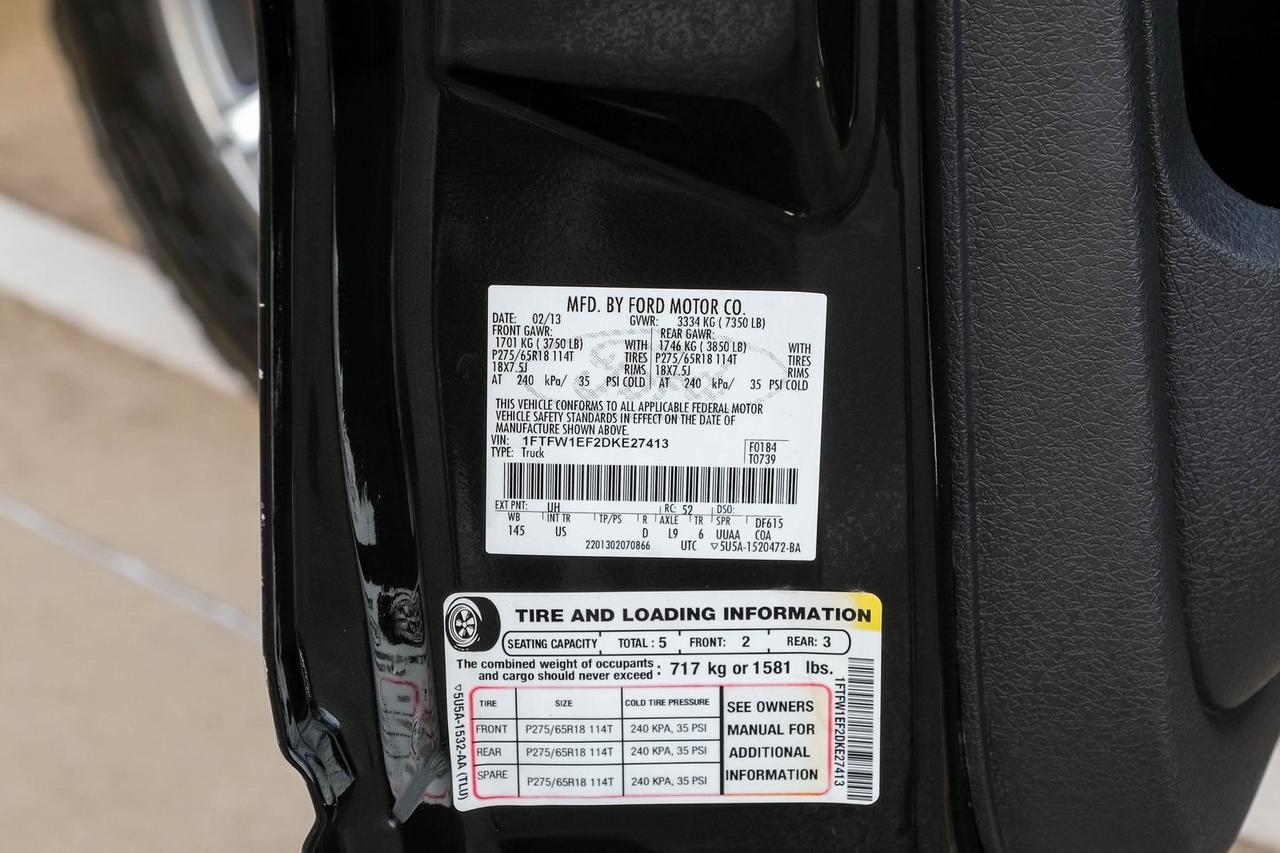 MFD. BY FORD MOTOR CO.
DATE: 02/13 GVWR: 3334 KG ( 7350 LB)
FRONT GAWR: REAR GAWR:
1701 KG ( 3750 LB) WITH 1746 KG ( 3850 LB) WITH
P275/65R18 114T TIRES P275/65R18 114T TIRES
18X7.5J RIMS 18X7.5J RIMS
AT 240 kPa/ 35 PSI COLD AT 240 kPa/ 35 PSI COLD
Ford
THIS VEHICLE CONFORMS TO ALL APPLICABLE FEDERAL MOTOR
VEHICLE SAFETY STANDARDS IN EFFECT ON THE DATE OF
MANUFACTURE SHOWN ABOVE.
VIN: 1FTFW1EF2DKE27413 F0184
TYPE: Truck T0739
EXT PNT: UH RC: 52 DSO:
WB INT TR TP/PS R AXLE TR SPR DF615
145 US D L9 6 UUAA COA
2201302070866 UTC ▽5U5A-1520472-BA
TIRE AND LOADING INFORMATION
SEATING CAPACITY TOTAL : 5 FRONT: 2 REAR: 3
The combined weight of occupants
and cargo should never exceed : 717 kg or 1581 lbs.
TIRE SIZE COLD TIRE PRESSURE
FRONT P275/65R18 114T 240 KPA, 35 PSI
REAR P275/65R18 114T 240 KPA, 35 PSI
SPARE P275/65R18 114T 240 KPA, 35 PSI
SEE OWNERS
MANUAL FOR
ADDITIONAL
INFORMATION
▽5U5A-1532-AA (TLU)
1FTFW1EF2DKE27413